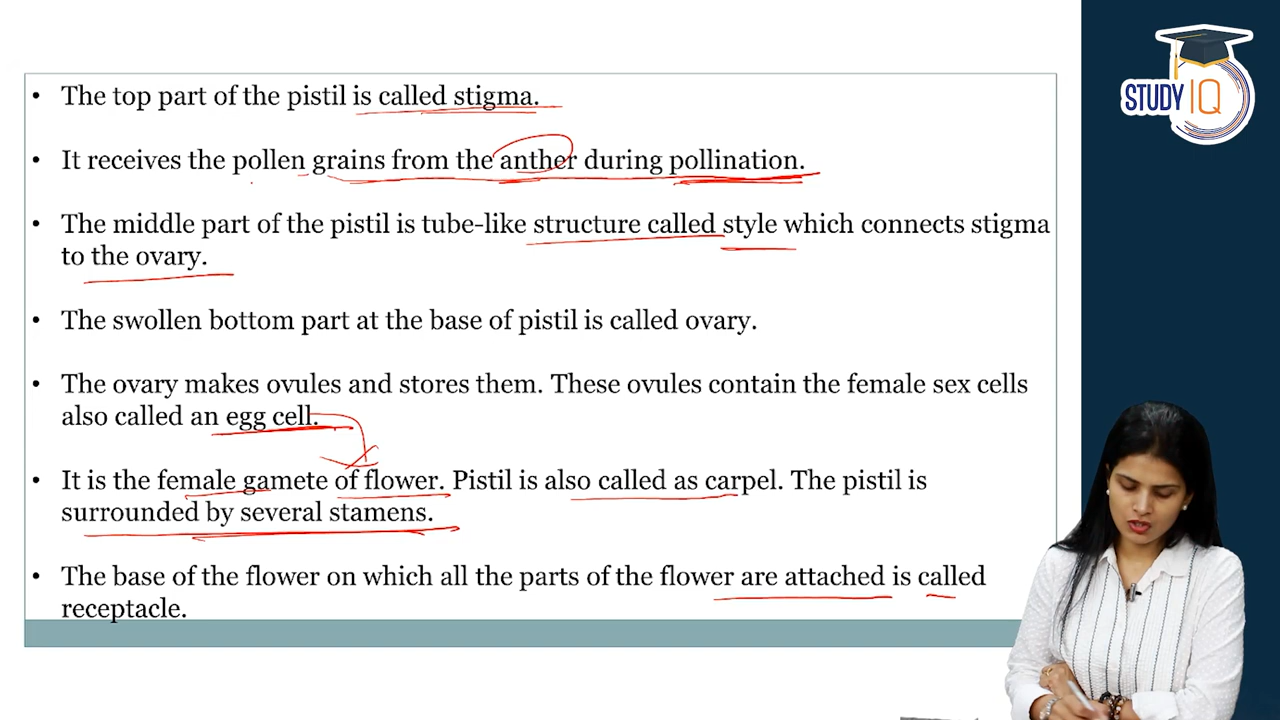 • The top part of the pistil is called stigma.
• It receives the pollen grains from the anther during pollination.
• The middle part of the pistil is tube-like structure called style which connects stigma
to the ovary.
• The swollen bottom part at the base of pistil is called ovary.
• The ovary makes ovules and stores them. These ovules contain the female sex cells
also called an egg cell.
• It is the female gamete of flower. Pistil is also called as carpel. The pistil is
surrounded by several stamens.
• The base of the flower on which all the parts of the flower are attached is called
receptacle.
STUDY IQ